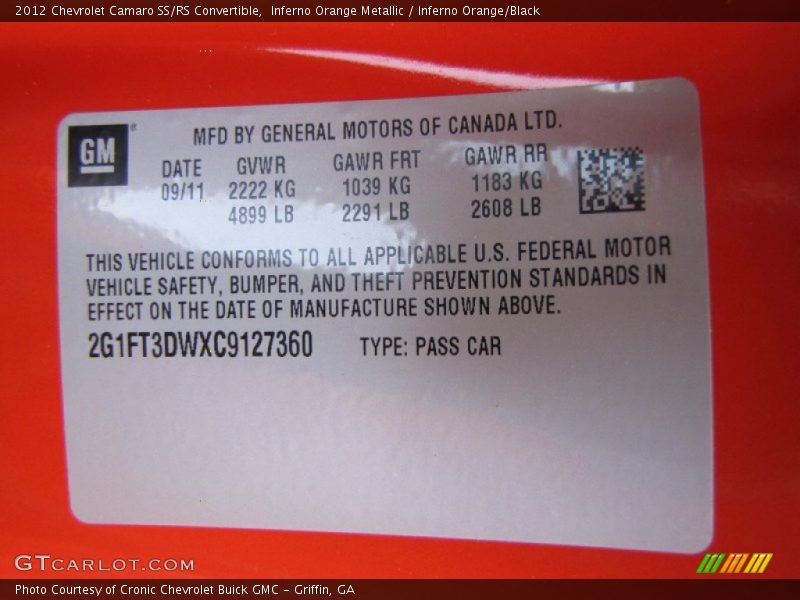 2012 Chevrolet Camaro SS/RS Convertible,  Inferno Orange Metallic / Inferno Orange/Black
GM®
MFD BY GENERAL MOTORS OF CANADA LTD.
DATE GVWR GAWR FRT GAWR RR
09/11 2222 KG 1039 KG 1183 KG
4899 LB 2291 LB 2608 LB
THIS VEHICLE CONFORMS TO ALL APPLICABLE U.S. FEDERAL MOTOR
VEHICLE SAFETY, BUMPER, AND THEFT PREVENTION STANDARDS IN
EFFECT ON THE DATE OF MANUFACTURE SHOWN ABOVE.
2G1FT3DWXC9127360 TYPE: PASS CAR
GTCARLOT.COM
Photo Courtesy of Cronic Chevrolet Buick GMC – Griffin, GA